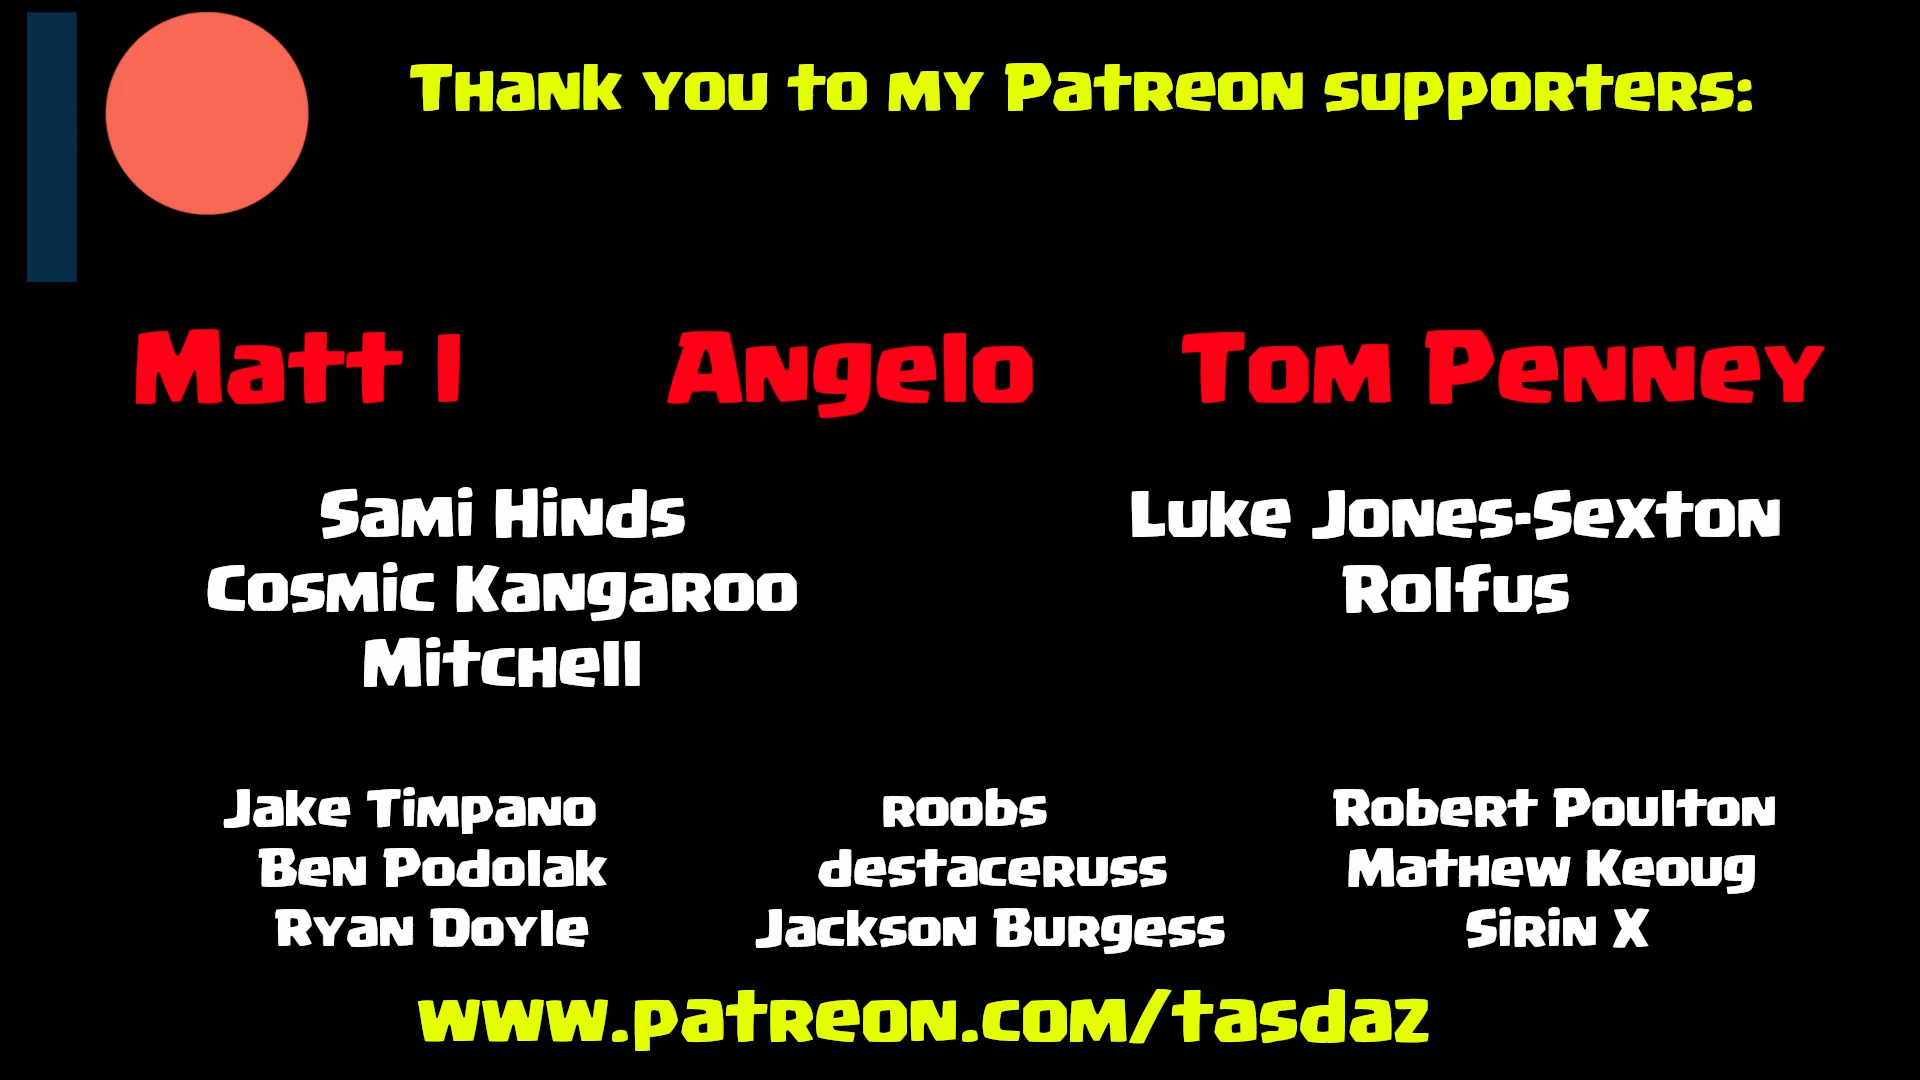 Thank you to my Patreon supporters:
Matt I Angelo Tom Penney
Sami Hinds Luke Jones-Sexton
Cosmic Kangaroo Rolfus
Mitchell
Jake Timpano roobs Robert Poulton
Ben Podolak destaceruss Mathew Keoug
Ryan Doyle Jackson Burgess Sirin X
www.patreon.com/tasdaz